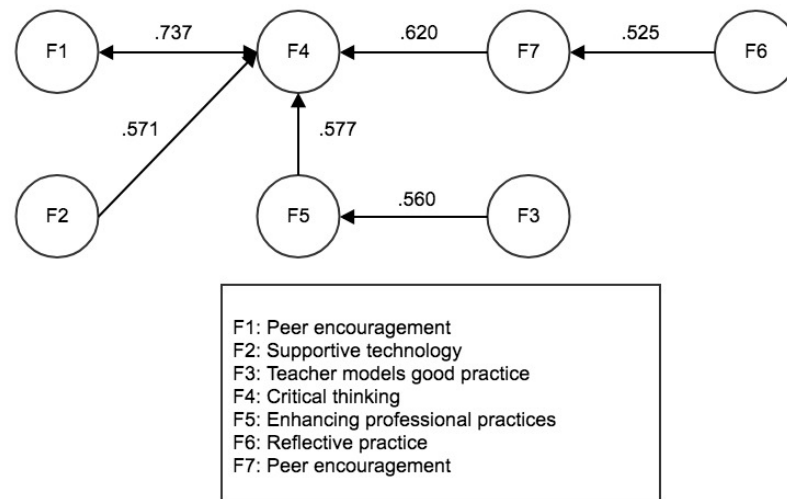 .737
.620
.525
F1
F4
F7
F6
.571
.577
.560
F2
F5
F3
F1: Peer encouragement
F2: Supportive technology
F3: Teacher models good practice
F4: Critical thinking
F5: Enhancing professional practices
F6: Reflective practice
F7: Peer encouragement